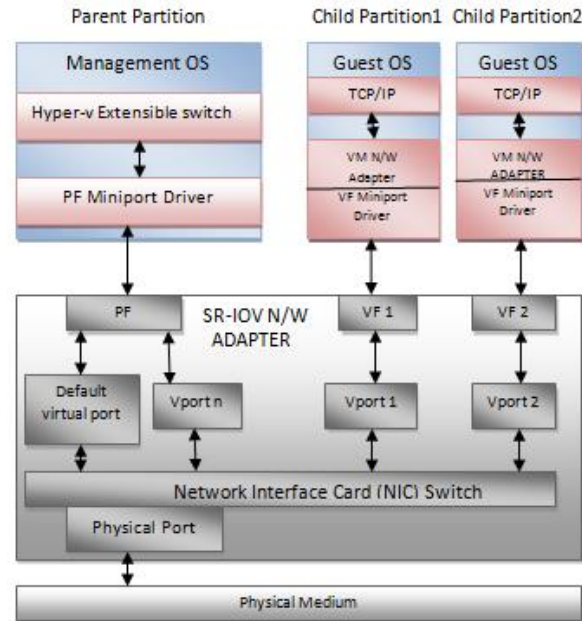 Parent Partition
Child Partition1
Child Partition2
Management OS
Hyper-v Extensible switch
PF Miniport Driver
Guest OS
TCP/IP
VM N/W
Adapter
VF Miniport
Driver
Guest OS
TCP/IP
VM N/W
ADAPTER
VF Miniport
Driver
PF
SR-IOV N/W
ADAPTER
VF 1
VF 2
Default
virtual port
Vport n
Vport 1
Vport 2
Network Interface Card (NIC) Switch
Physical Port
Physical Medium